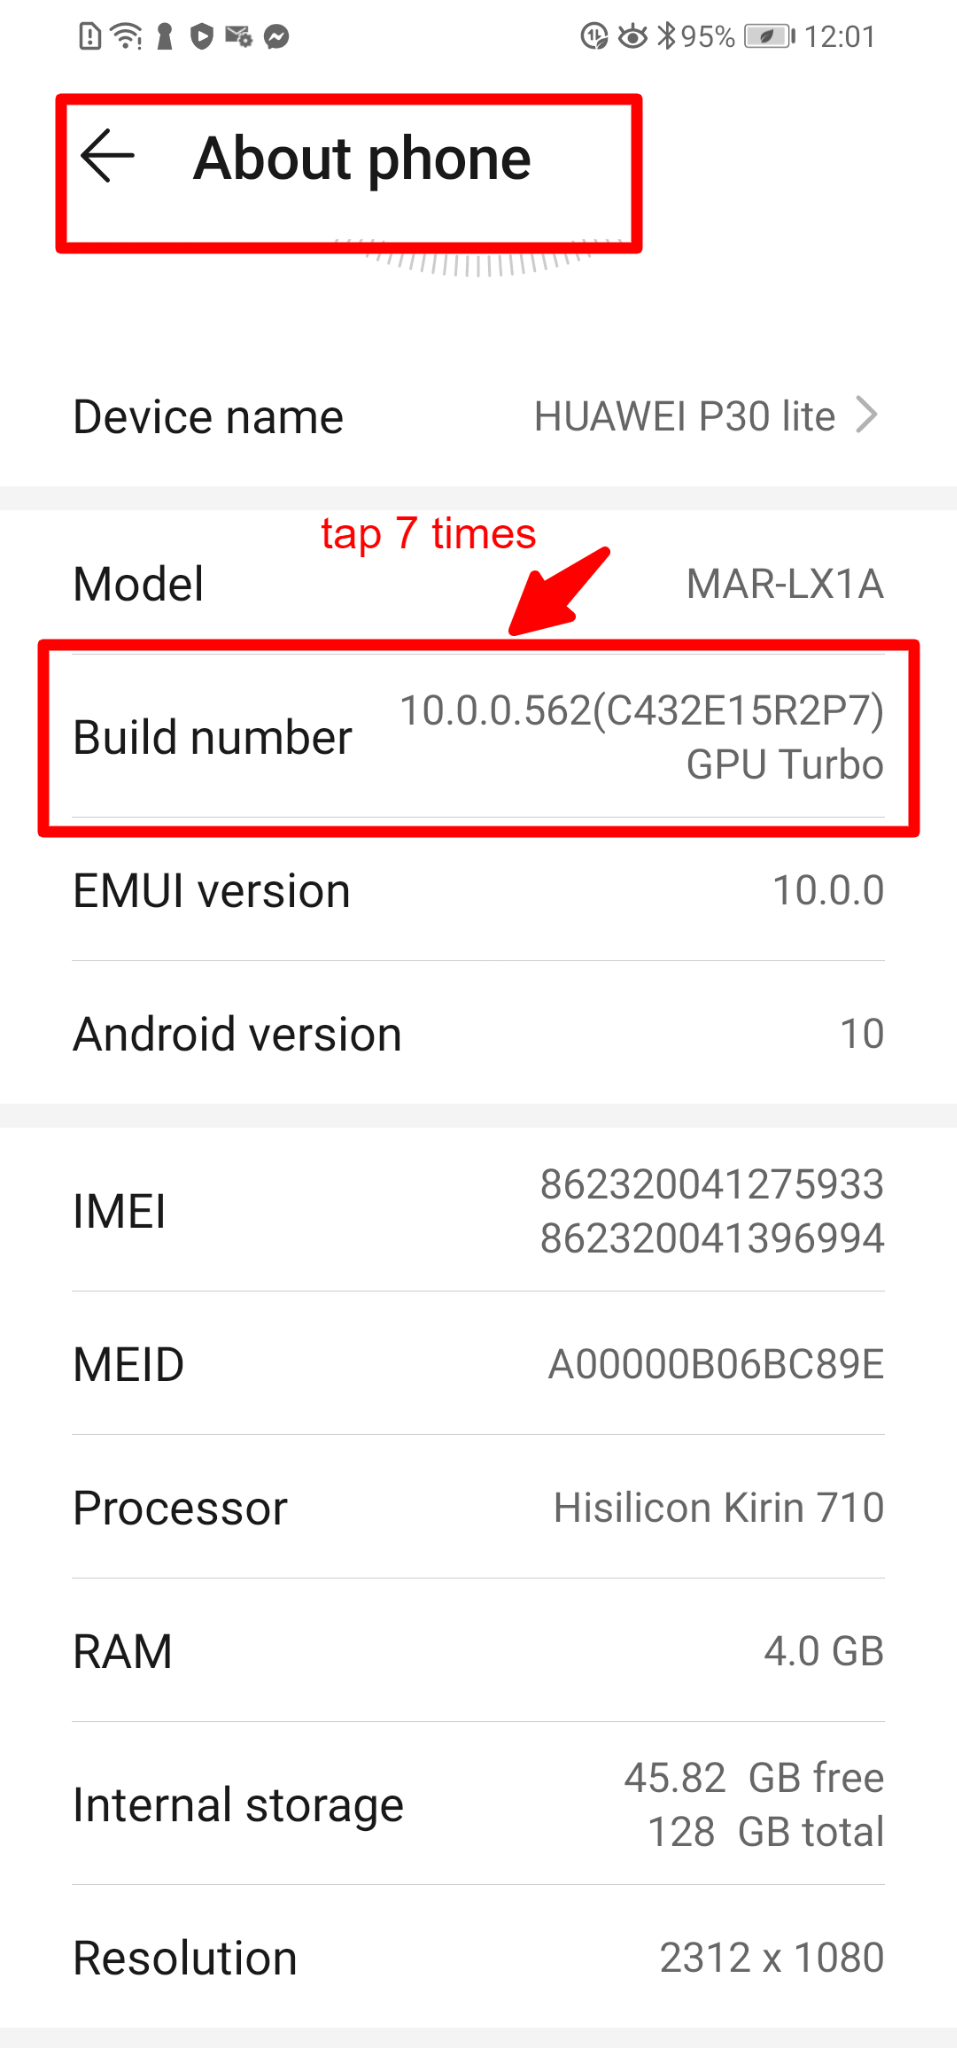 95% 12:01
About phone
Device name HUAWEI P30 lite
tap 7 times
Model MAR-LX1A
Build number 10.0.0.562(C432E15R2P7)
GPU Turbo
EMUI version 10.0.0
Android version 10
IMEI 862320041275933
862320041396994
MEID A00000B06BC89E
Processor Hisilicon Kirin 710
RAM 4.0 GB
Internal storage 45.82 GB free
128 GB total
Resolution 2312 x 1080